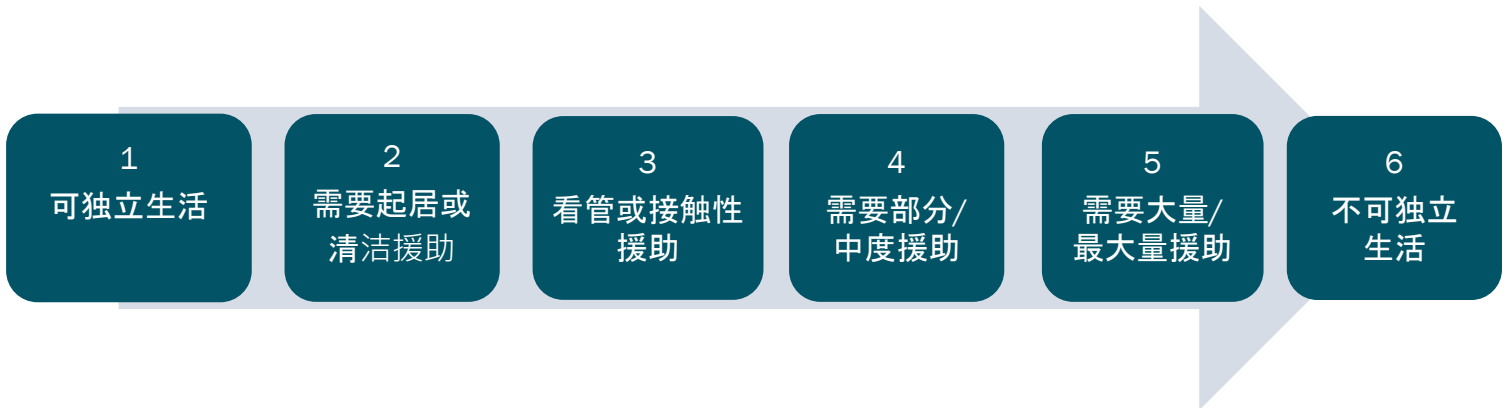 1
可独立生活
2
需要起居或
清洁援助
3
看管或接触性
援助
4
需要部分/
中度援助
5
需要大量/
最大量援助
6
不可独立
生活